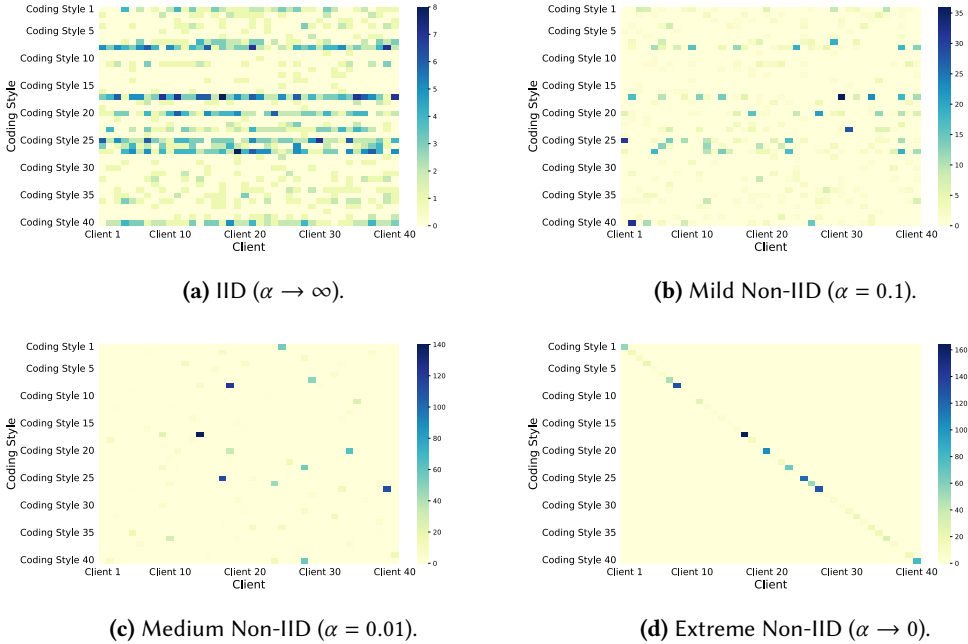 Coding Style 1
Coding Style 5
Coding Style 10
Coding Style 15
Coding Style 20
Coding Style 25
Coding Style 30
Coding Style 35
Coding Style 40
Coding Style
Client 1 Client 10 Client 20 Client 30 Client 40
Client
8
7
6
5
4
3
2
1
0
(a) IID (α → ∞).
Coding Style 1
Coding Style 5
Coding Style 10
Coding Style 15
Coding Style 20
Coding Style 25
Coding Style 30
Coding Style 35
Coding Style 40
Coding Style
Client 1 Client 10 Client 20 Client 30 Client 40
Client
35
30
25
20
15
10
5
0
(b) Mild Non-IID (α = 0.1).
Coding Style 1
Coding Style 5
Coding Style 10
Coding Style 15
Coding Style 20
Coding Style 25
Coding Style 30
Coding Style 35
Coding Style 40
Coding Style
Client 1 Client 10 Client 20 Client 30 Client 40
Client
140
120
100
80
60
40
20
0
(c) Medium Non-IID (α = 0.01).
Coding Style 1
Coding Style 5
Coding Style 10
Coding Style 15
Coding Style 20
Coding Style 25
Coding Style 30
Coding Style 35
Coding Style 40
Coding Style
Client 1 Client 10 Client 20 Client 30 Client 40
Client
160
140
120
100
80
60
40
20
0
(d) Extreme Non-IID (α → 0).